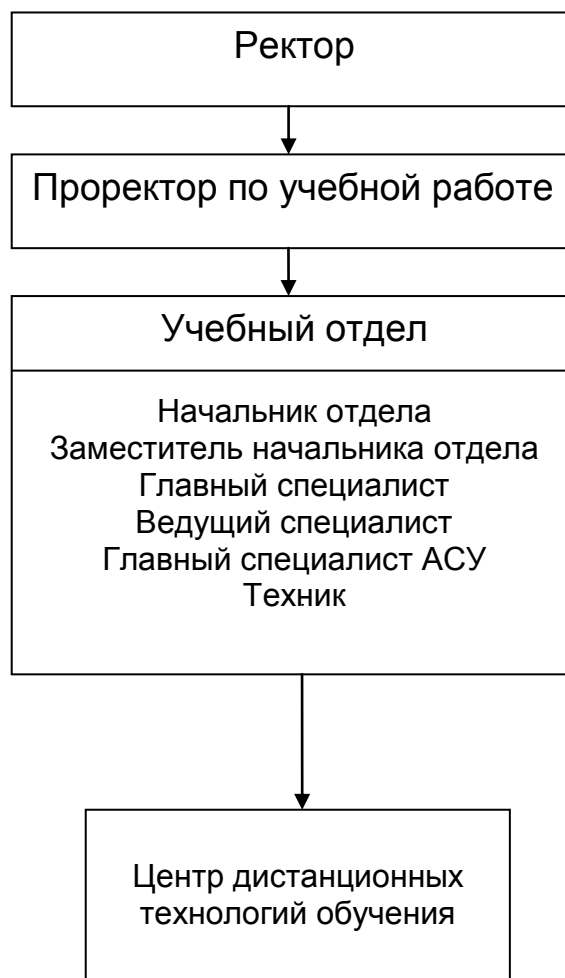 Ректор
Проректор по учебной работе
Учебный отдел
Начальник отдела
Заместитель начальника отдела
Главный специалист
Ведущий специалист
Главный специалист АСУ
Техник
Центр дистанционных
технологий обучения